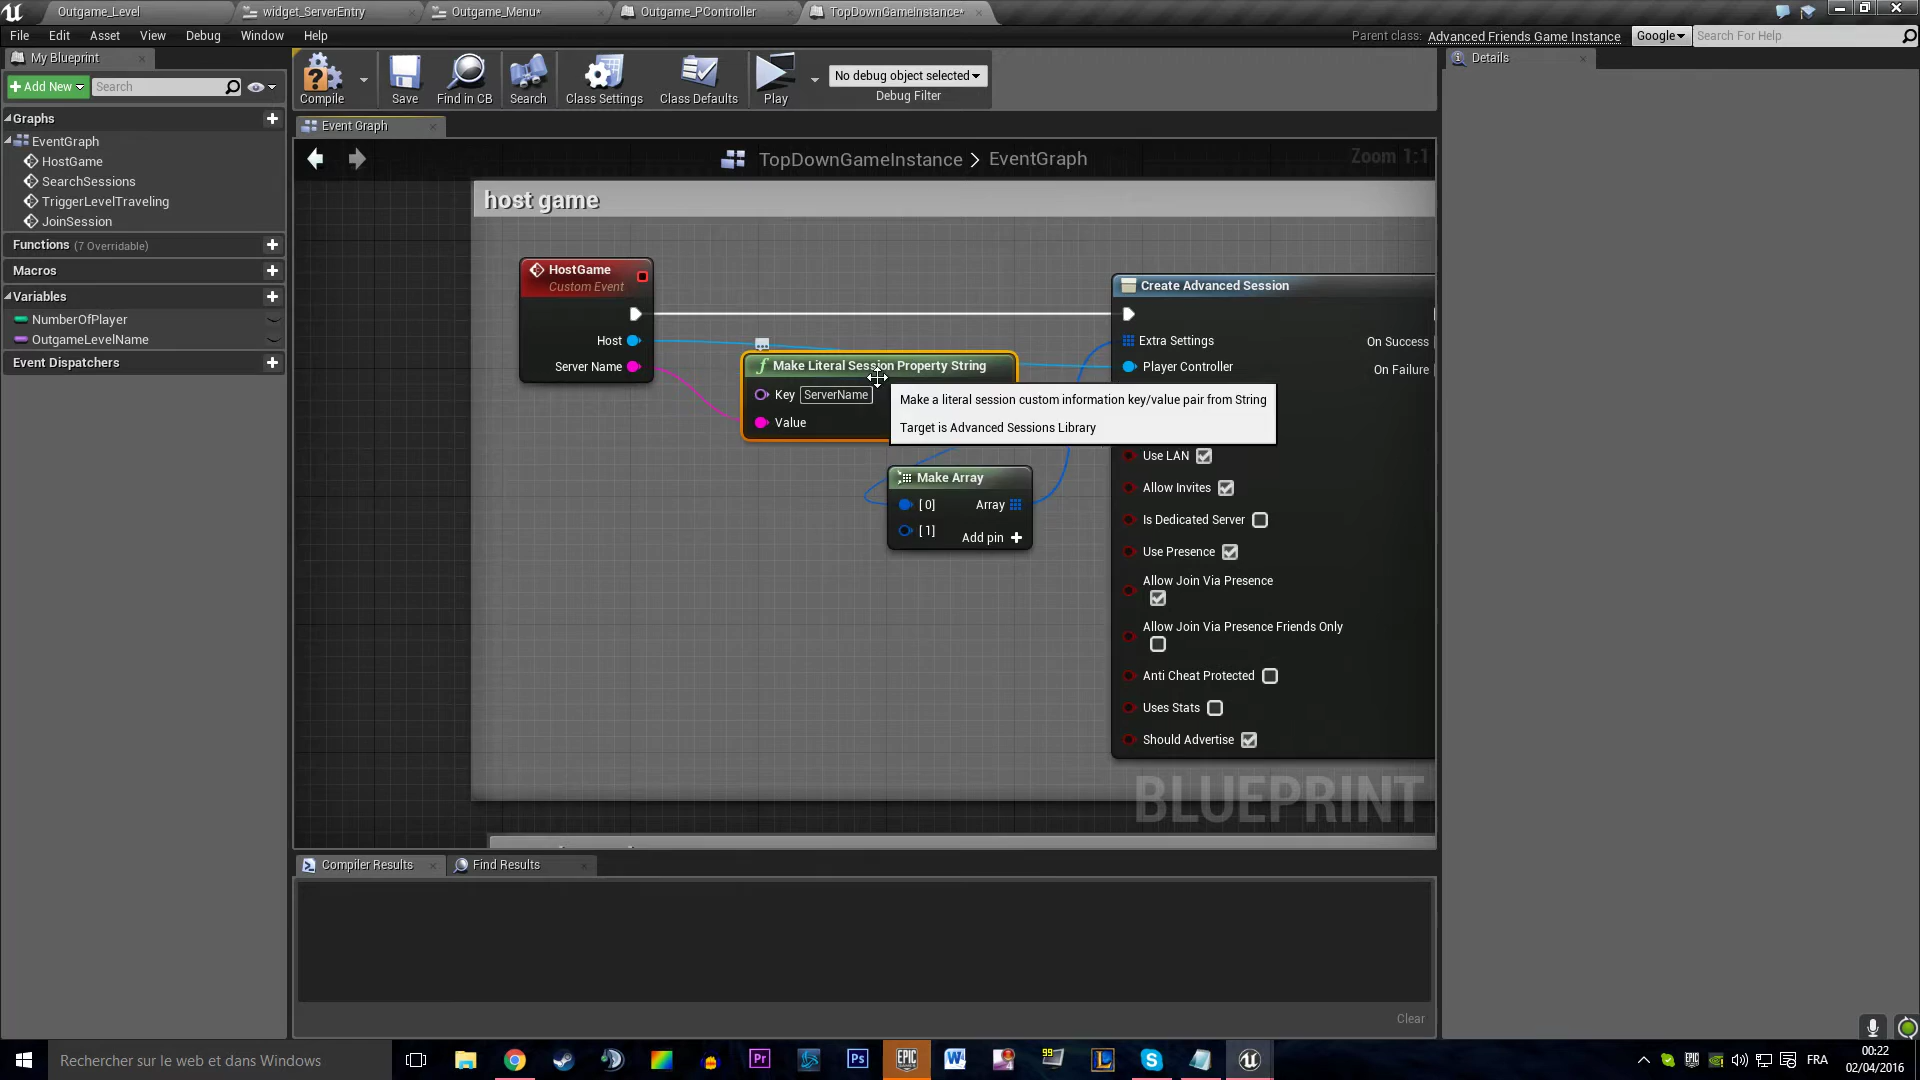 Outgame_Level
widget_ServerEntry
Outgame_Menu*
Outgame_PController
TopDownGameInstance*
File Edit Asset View Debug Window Help
Parent class: Advanced Friends Game Instance
Google
Search For Help
My Blueprint
Add New
Search
Graphs
EventGraph
HostGame
SearchSessions
TriggerLevelTraveling
JoinSession
Functions (7 Overridable)
Macros
Variables
NumberOfPlayer
OutgameLevelName
Event Dispatchers
Compile
Save
Find in CB
Search
Class Settings
Class Defaults
Play
No debug object selected
Debug Filter
Details
Event Graph
TopDownGameInstance > EventGraph
Zoom 1:1
host game
HostGame
Custom Event
Host
Server Name
Make Literal Session Property String
Key ServerName
Value
Make a literal session custom information key/value pair from String
Target is Advanced Sessions Library
Make Array
[0]
Array
[1]
Add pin +
Create Advanced Session
Extra Settings
On Success
Player Controller
On Failure
Use LAN
Allow Invites
Is Dedicated Server
Use Presence
Allow Join Via Presence
Allow Join Via Presence Friends Only
Anti Cheat Protected
Uses Stats
Should Advertise
BLUEPRINT
Compiler Results
Find Results
Clear
Rechercher sur le web et dans Windows
Pr
Ps
EPIC
W
99
L
S
EPIC
FRA
00:22
02/04/2016